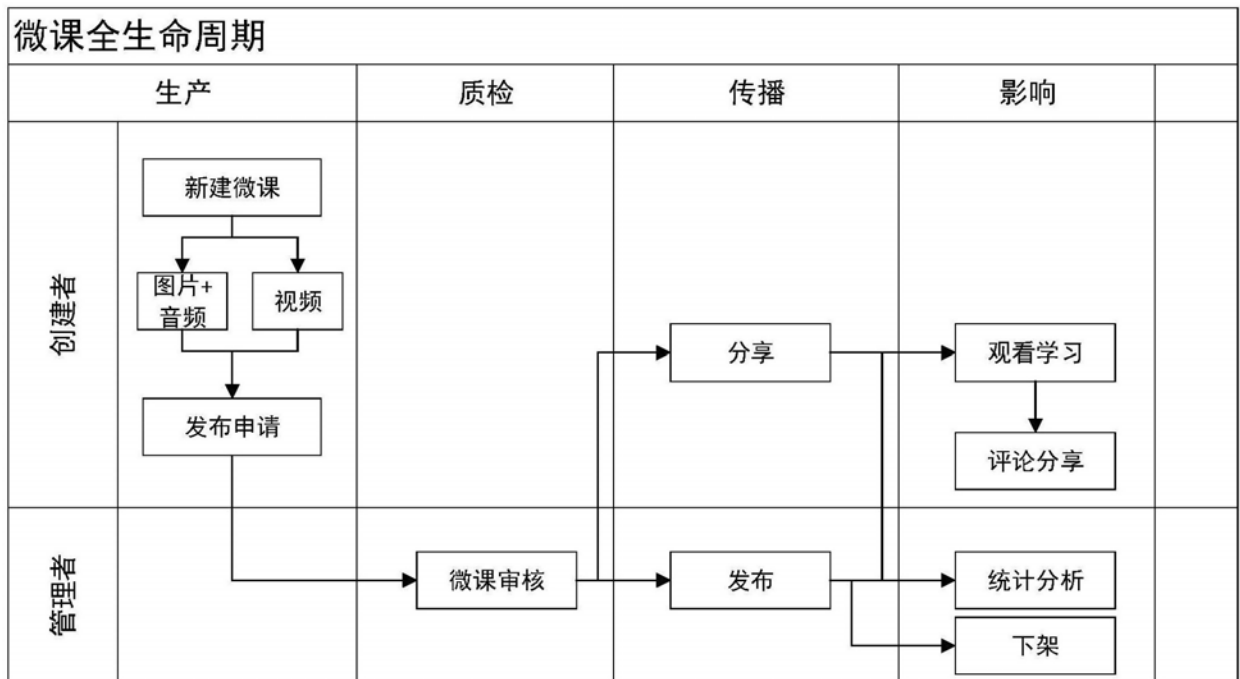 微课全生命周期
生产
质检
传播
影响
创建者
新建微课
图片+
音频
视频
发布申请
分享
观看学习
评论分享
管理者
微课审核
发布
统计分析
下架